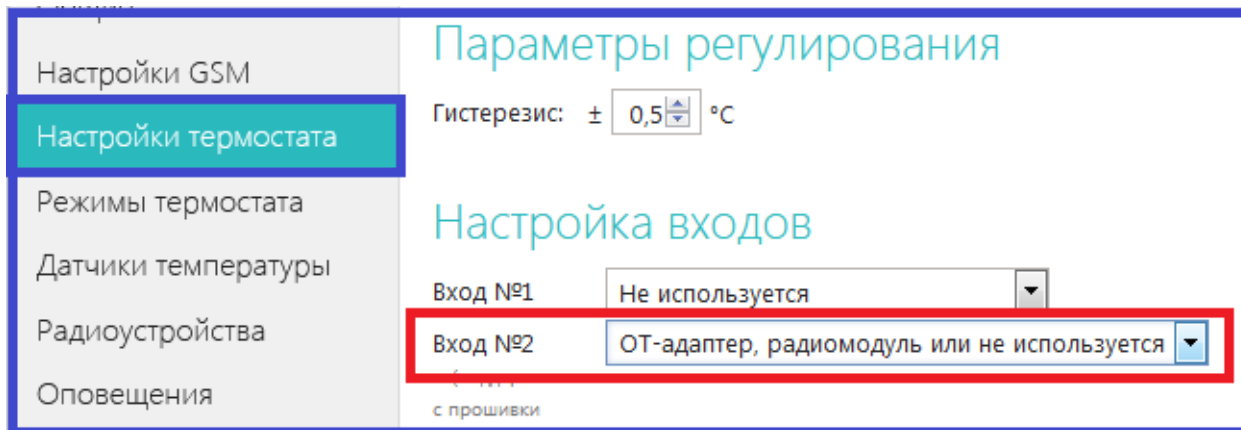 Настройки GSM
Настройки термостата
Режимы термостата
Датчики температуры
Радиоустройства
Оповещения
Параметры регулирования
Гистерезис: ± 0,5 °C
Настройка входов
Вход №1 Не используется
Вход №2 ОТ-адаптер, радиомодуль или не используется
с прошивки